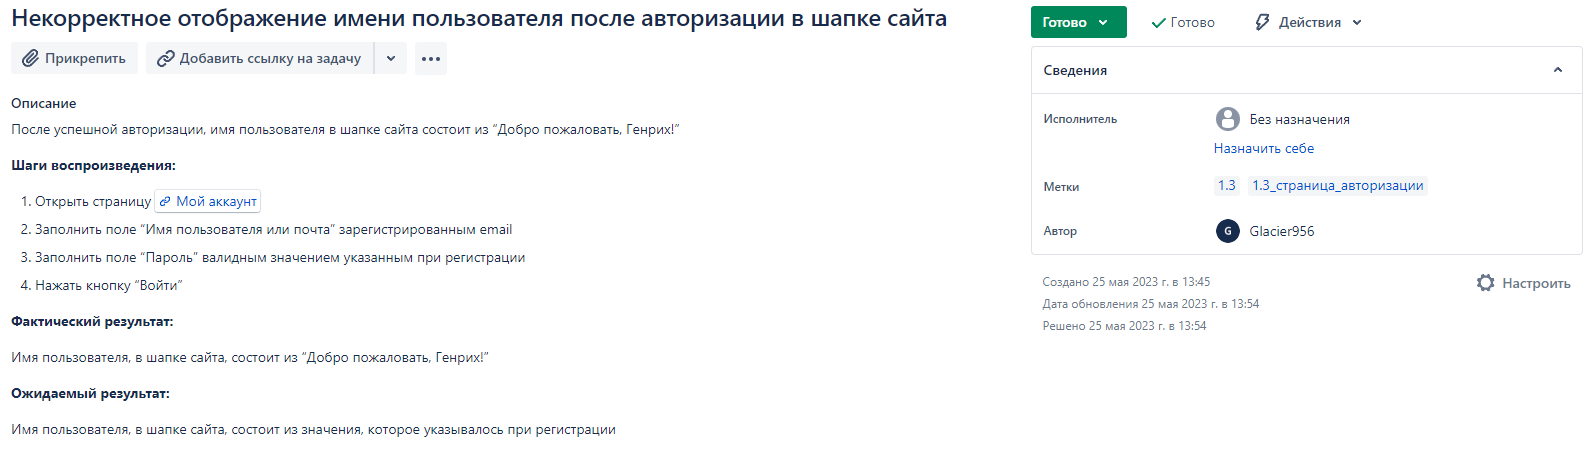 Некорректное отображение имени пользователя после авторизации в шапке сайта
Прикрепить
Добавить ссылку на задачу
Описание
После успешной авторизации, имя пользователя в шапке сайта состоит из “Добро пожаловать, Генрих!”
Шаги воспроизведения:
1. Открыть страницу Мой аккаунт
2. Заполнить поле “Имя пользователя или почта” зарегистрированным email
3. Заполнить поле “Пароль” валидным значением указанным при регистрации
4. Нажать кнопку “Войти”
Фактический результат:
Имя пользователя, в шапке сайта, состоит из “Добро пожаловать, Генрих!”
Ожидаемый результат:
Имя пользователя, в шапке сайта, состоит из значения, которое указывалось при регистрации
Готово
Готово
Действия
Сведения
Исполнитель
Без назначения
Назначить себе
Метки
1.3 1.3_страница_авторизации
Автор
G
Glacier956
Создано 25 мая 2023 г. в 13:45
Дата обновления 25 мая 2023 г. в 13:54
Решено 25 мая 2023 г. в 13:54
Настроить